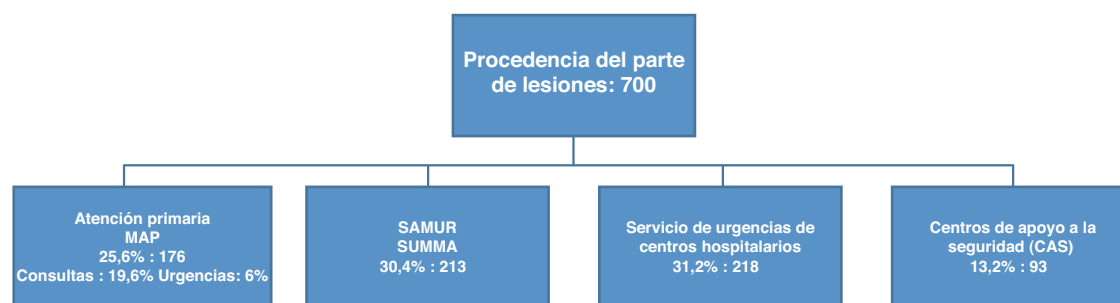 Procedencia del parte
de lesiones: 700
Atención primaria
MAP
25,6% : 176
Consultas : 19,6% Urgencias: 6%
SAMUR
SUMMA
30,4% : 213
Servicio de urgencias de
centros hospitalarios
31,2% : 218
Centros de apoyo a la
seguridad (CAS)
13,2% : 93